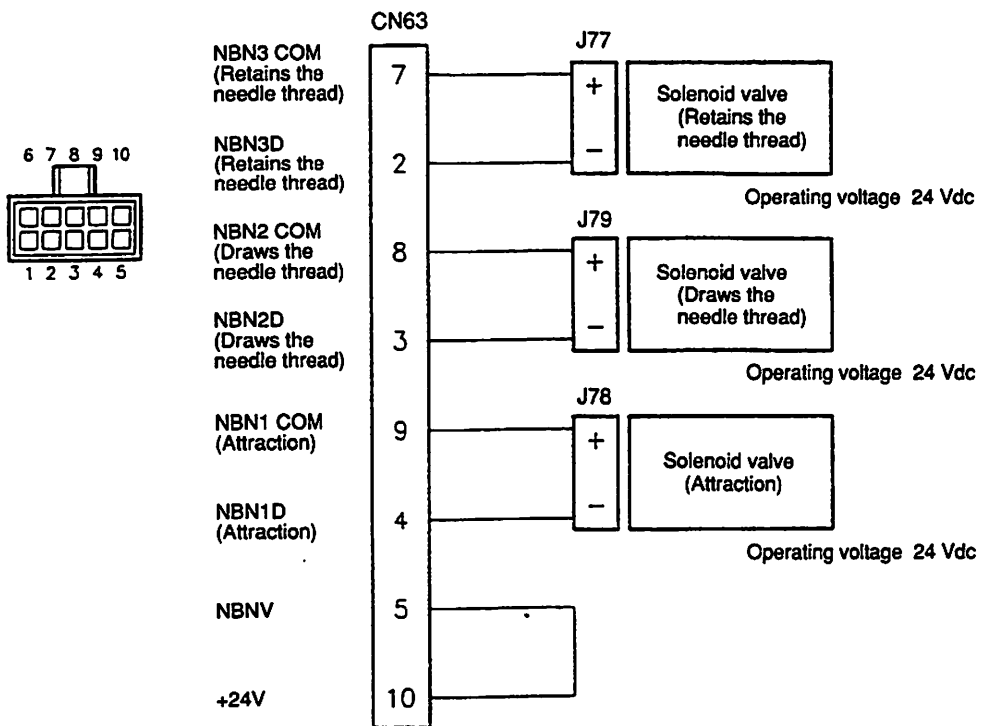 CN63
6 7 8 9 10
1 2 3 4 5
NBN3 COM
(Retains the
needle thread)
7
NBN3D
(Retains the
needle thread)
2
J77
+
−
Solenoid valve
(Retains the
needle thread)
Operating voltage 24 Vdc
NBN2 COM
(Draws the
needle thread)
8
NBN2D
(Draws the
needle thread)
3
J79
+
−
Solenoid valve
(Draws the
needle thread)
Operating voltage 24 Vdc
NBN1 COM
(Attraction)
9
NBN1D
(Attraction)
4
J78
+
−
Solenoid valve
(Attraction)
Operating voltage 24 Vdc
NBNV
5
+24V
10